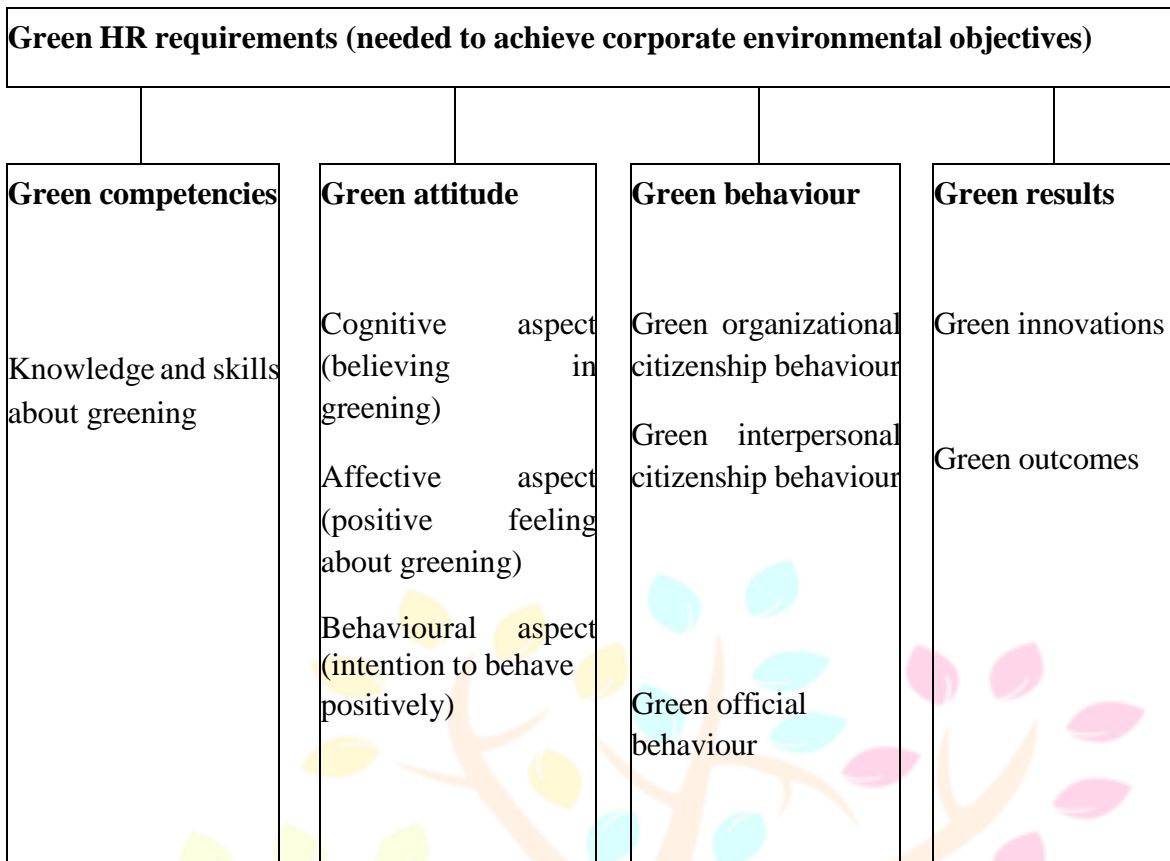 Green HR requirements (needed to achieve corporate environmental objectives)
Green competencies
Knowledge and skills
about greening
Green attitude
Cognitive aspect
(believing in
greening)
Affective aspect
(positive feeling
about greening)
Behavioural aspect
(intention to behave
positively)
Green behaviour
Green organizational
citizenship behaviour
Green interpersonal
citizenship behaviour
Green official
behaviour
Green results
Green innovations
Green outcomes